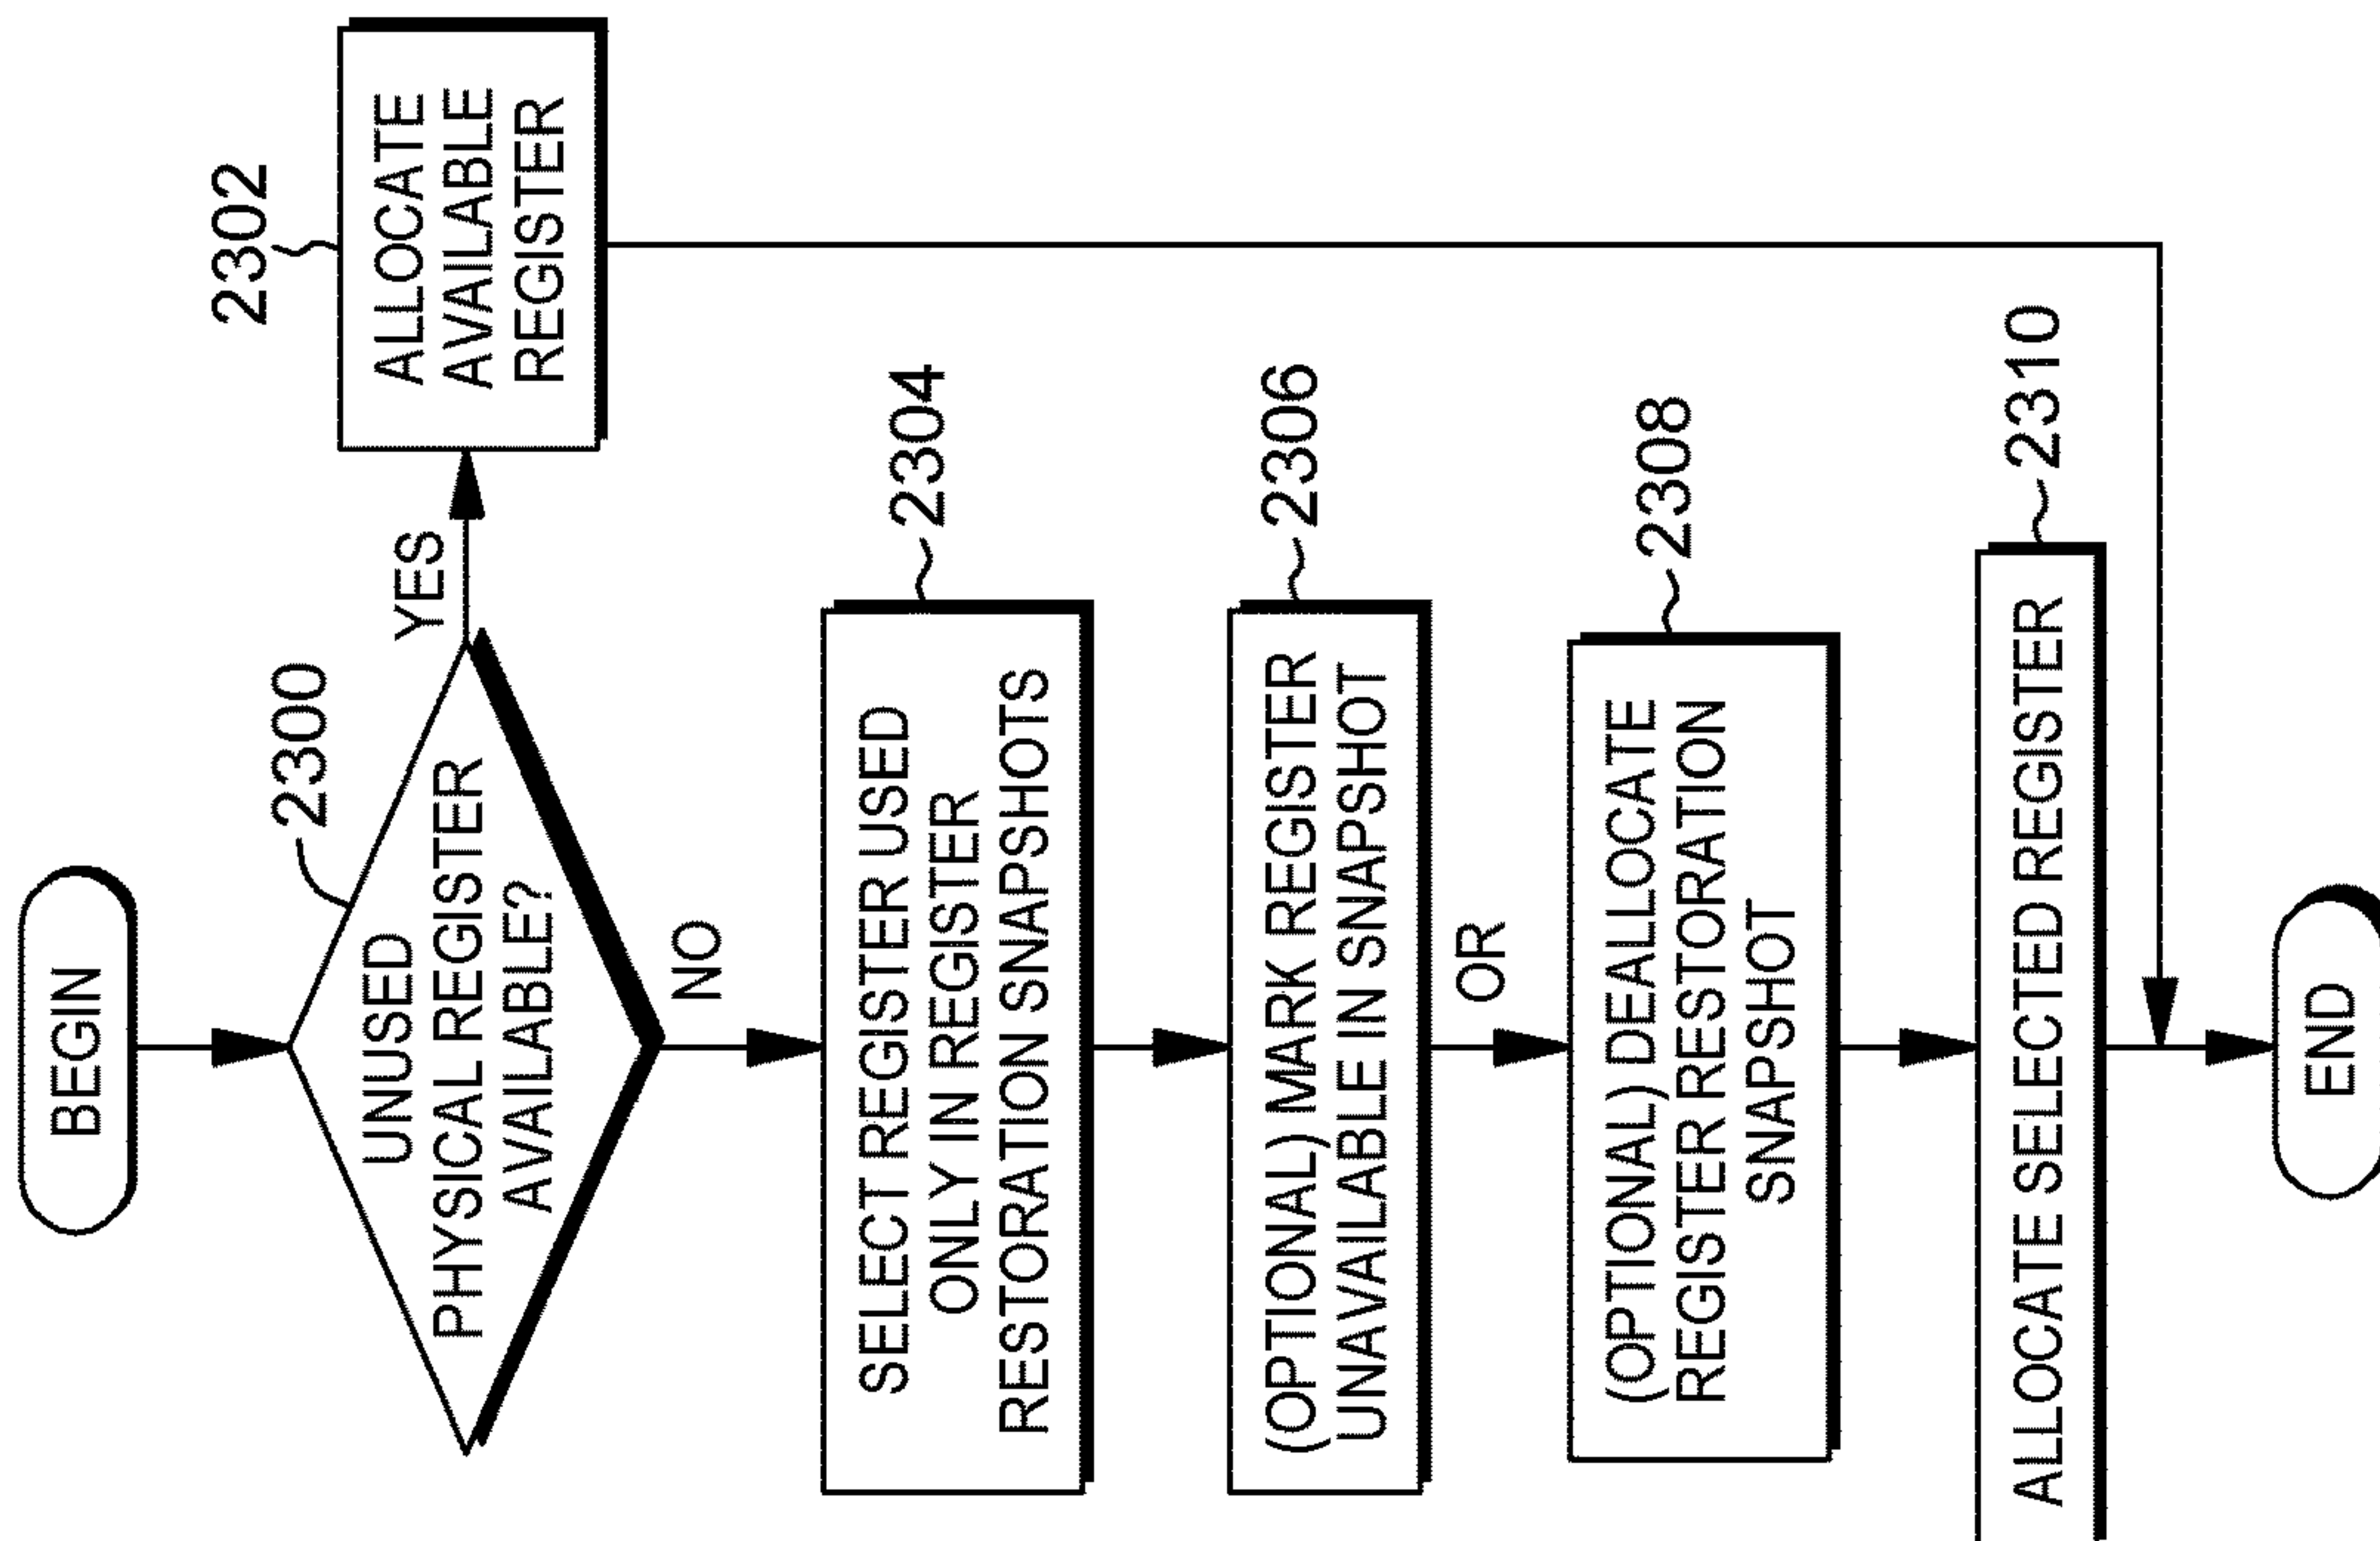 BEGIN
2300
UNUSED
PHYSICAL REGISTER
AVAILABLE?
YES
2302
ALLOCATE
AVAILABLE
REGISTER
NO
2304
SELECT REGISTER USED
ONLY IN REGISTER
RESTORATION SNAPSHOTS
2306
(OPTIONAL) MARK REGISTER
UNAVAILABLE IN SNAPSHOT
OR
2308
(OPTIONAL) DEALLOCATE
REGISTER RESTORATION
SNAPSHOT
2310
ALLOCATE SELECTED REGISTER
END